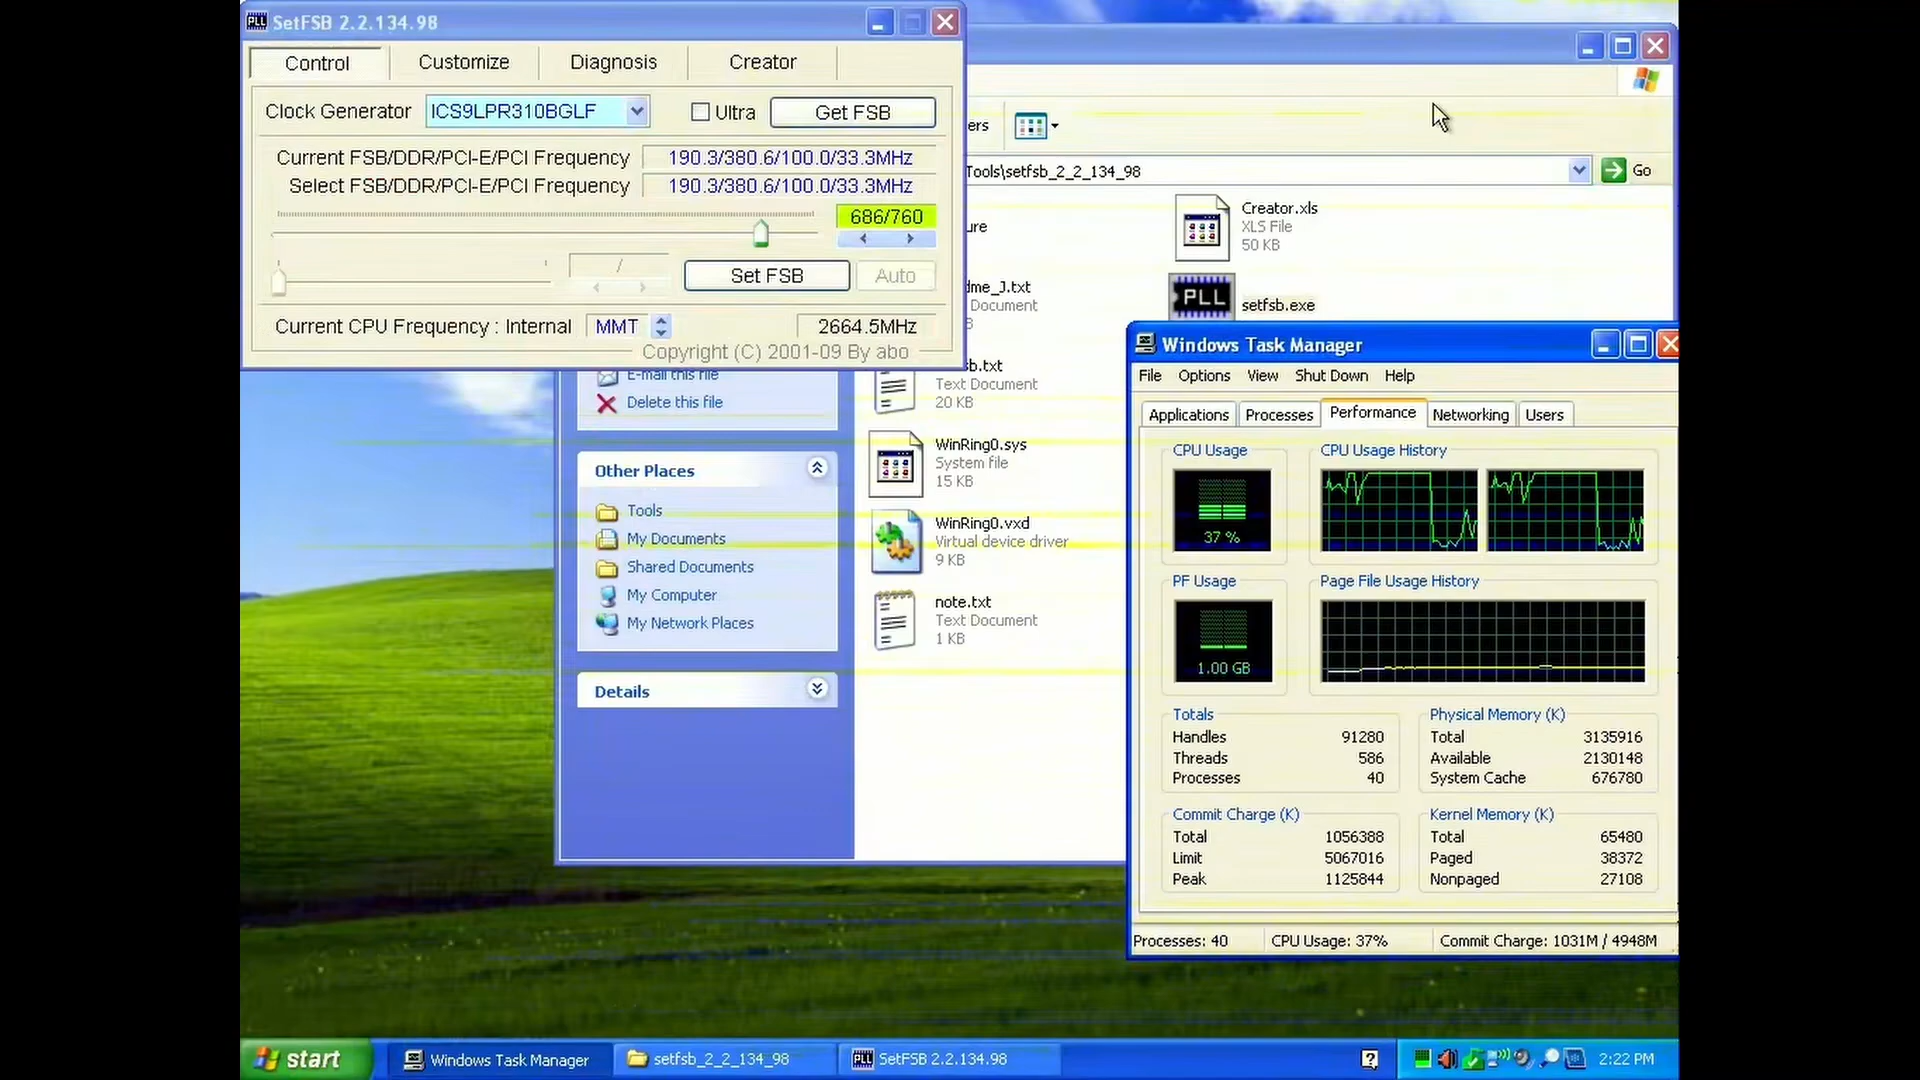 SetFSB 2.2.134.98
Control Customize Diagnosis Creator
Clock Generator ICS9LPR310BGLF Ultra Get FSB
Current FSB/DDR/PCI-E/PCI Frequency 190.3/380.6/100.0/33.3MHz
Select FSB/DDR/PCI-E/PCI Frequency 190.3/380.6/100.0/33.3MHz
686/760
/
Set FSB Auto
Current CPU Frequency : Internal MMT 2664.5MHz
Copyright (C) 2001-09 By abo
ers
Tools\setfsb_2_2_134_98 Go
ure
Creator.xls
XLS File
50 KB
me_J.txt
Document
PLL
setfsb.exe
b.txt
Text Document
20 KB
WinRing0.sys
System file
15 KB
WinRing0.vxd
Virtual device driver
9 KB
note.txt
Text Document
1 KB
E-mail this file
Delete this file
Other Places
Tools
My Documents
Shared Documents
My Computer
My Network Places
Details
Windows Task Manager
File Options View Shut Down Help
Applications Processes Performance Networking Users
CPU Usage CPU Usage History
37 %
PF Usage Page File Usage History
1.00 GB
Totals
Handles 91280
Threads 586
Processes 40
Physical Memory (K)
Total 3135916
Available 2130148
System Cache 676780
Commit Charge (K)
Total 1056388
Limit 5067016
Peak 1125844
Kernel Memory (K)
Total 65480
Paged 38372
Nonpaged 27108
Processes: 40 CPU Usage: 37% Commit Charge: 1031M / 4948M
start Windows Task Manager setfsb_2_2_134_98 SetFSB 2.2.134.98 2:22 PM